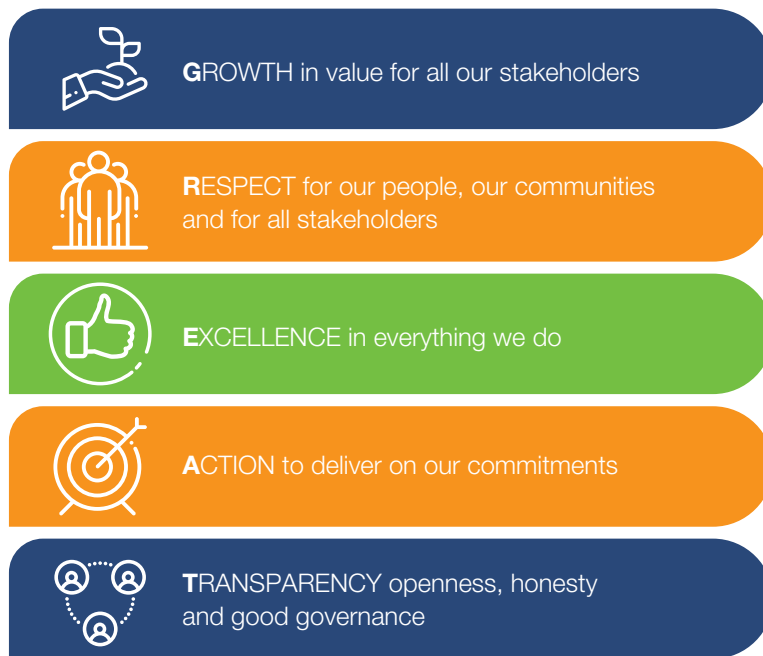 GROWTH in value for all our stakeholders
RESPECT for our people, our communities
and for all stakeholders
EXCELLENCE in everything we do
ACTION to deliver on our commitments
TRANSPARENCY openness, honesty
and good governance